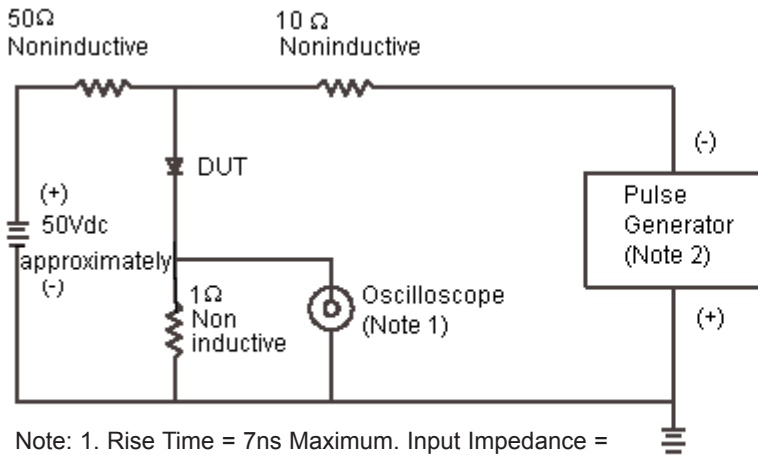 50Ω
Noninductive
10 Ω
Noninductive
(-)
DUT
(+)
50Vdc
approximately
(-)
Pulse
Generator
(Note 2)
1Ω
Non
inductive
Oscilloscope
(Note 1)
(+)
Note: 1. Rise Time = 7ns Maximum. Input Impedance =